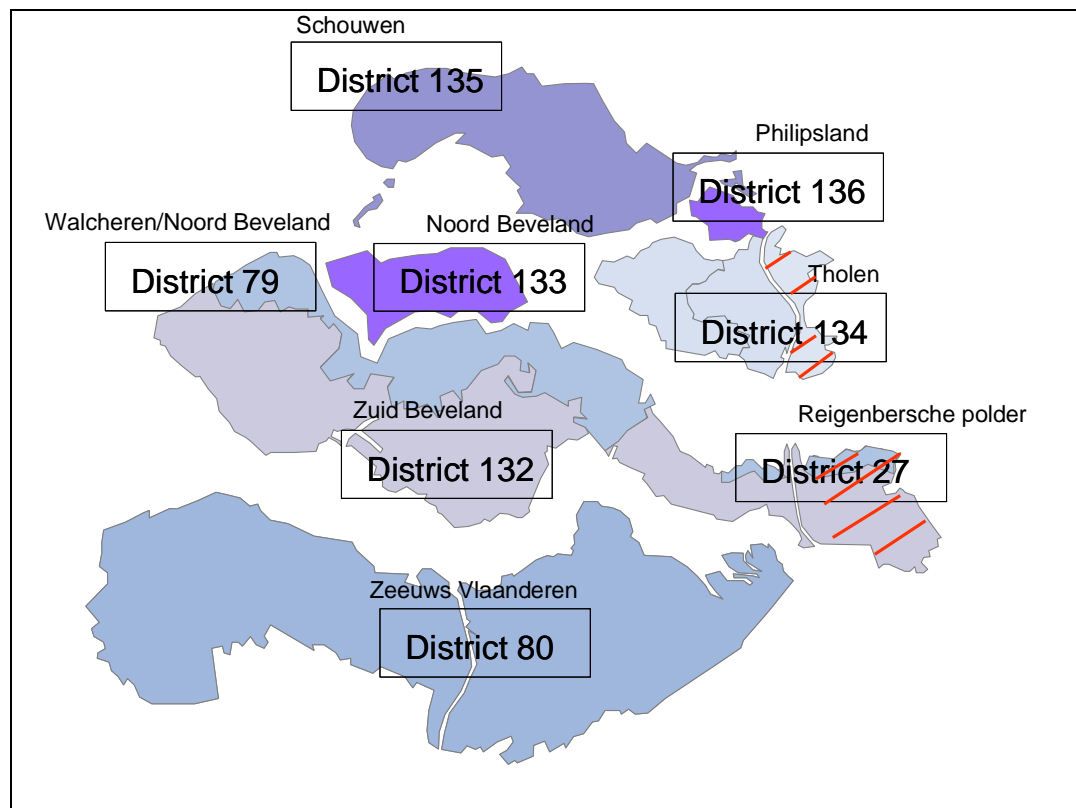 Schouwen
District 135
Philipsland
District 136
Walcheren/Noord Beveland
District 79
Noord Beveland
District 133
Tholen
District 134
Zuid Beveland
District 132
Reigenbersche polder
District 27
Zeeuws Vlaanderen
District 80